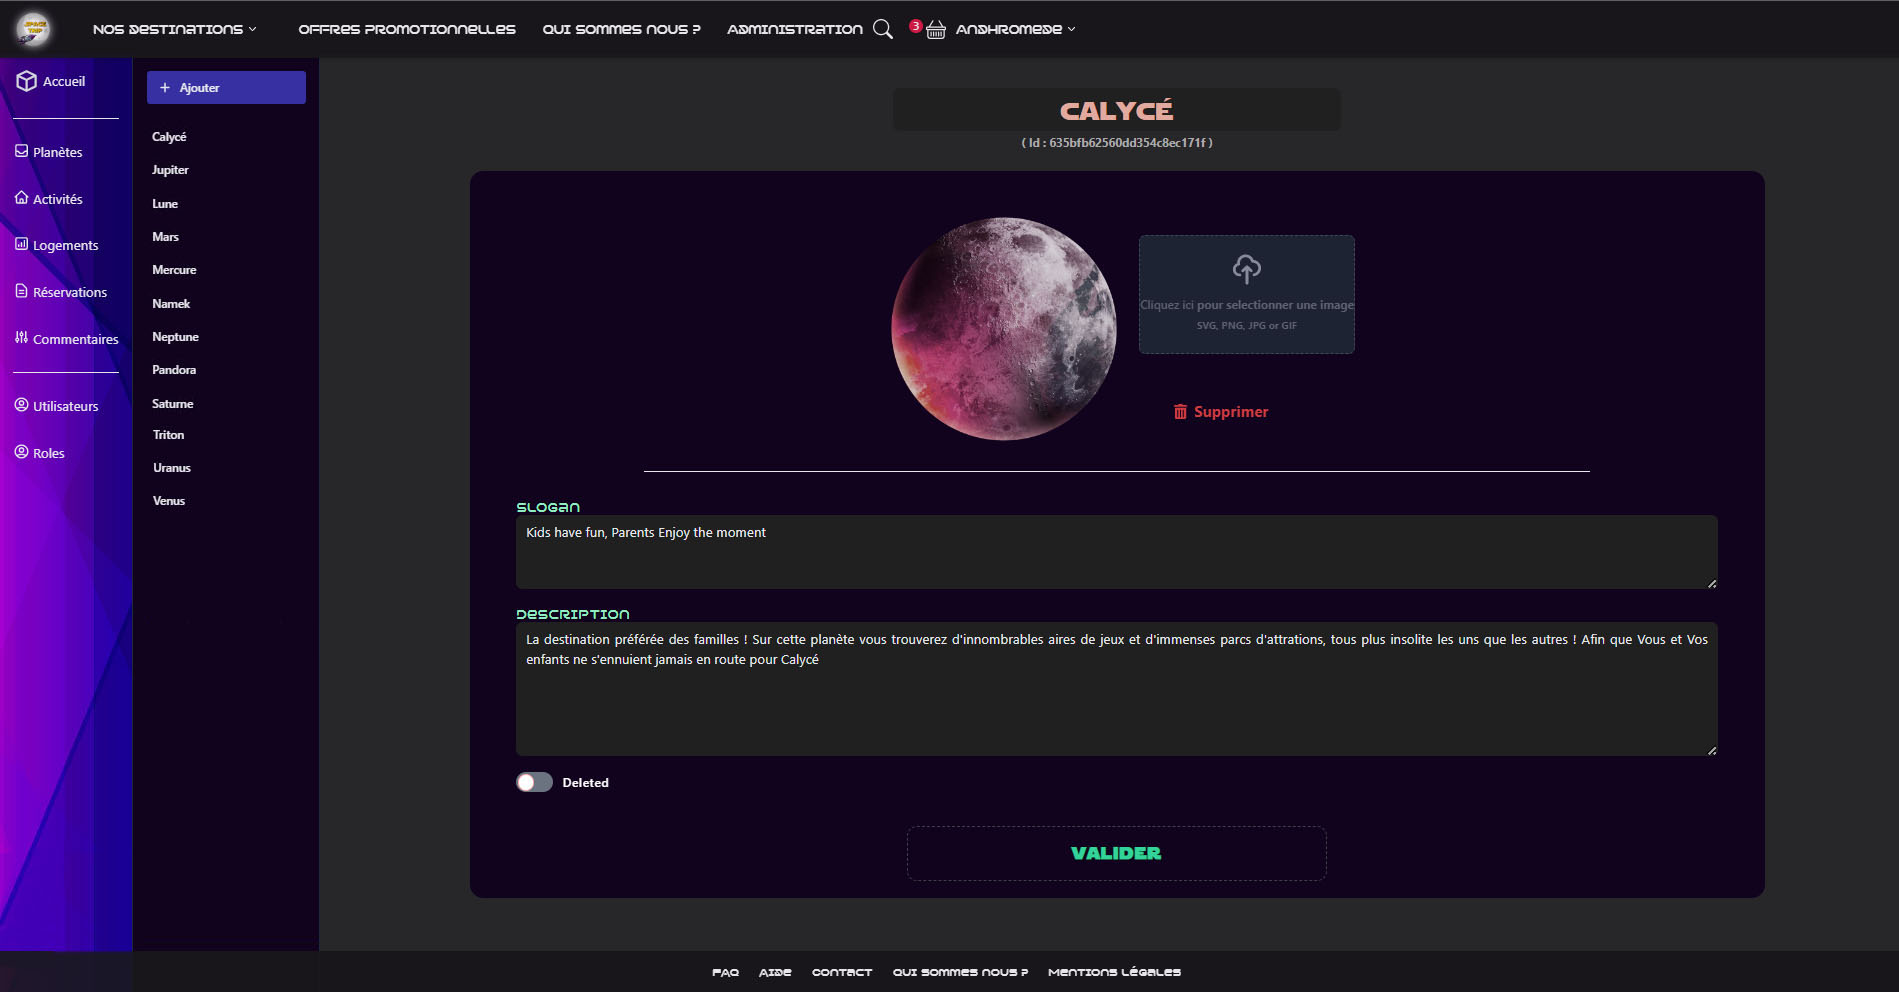 SPACE TRIP
NOS DESTINATIONS
OFFRES PROMOTIONNELLES
QUI SOMMES NOUS ?
ADMINISTRATION
3
ANDHROMEDE
Accueil
Planètes
Activités
Logements
Réservations
Commentaires
Utilisateurs
Roles
+ Ajouter
Calycé
Jupiter
Lune
Mars
Mercure
Namek
Neptune
Pandora
Saturne
Triton
Uranus
Venus
CALYCÉ
( Id : 635bfb62560dd354c8ec171f )
Cliquez ici pour selectionner une image
SVG, PNG, JPG or GIF
Supprimer
SLOGAN
Kids have fun, Parents Enjoy the moment
DESCRIPTION
La destination préférée des familles ! Sur cette planète vous trouverez d'innombrables aires de jeux et d'immenses parcs d'attrations, tous plus insolite les uns que les autres ! Afin que Vous et Vos
enfants ne s'ennuient jamais en route pour Calycé
Deleted
VALIDER
FAQ
AIDE
CONTACT
QUI SOMMES NOUS ?
MENTIONS LÉGALES